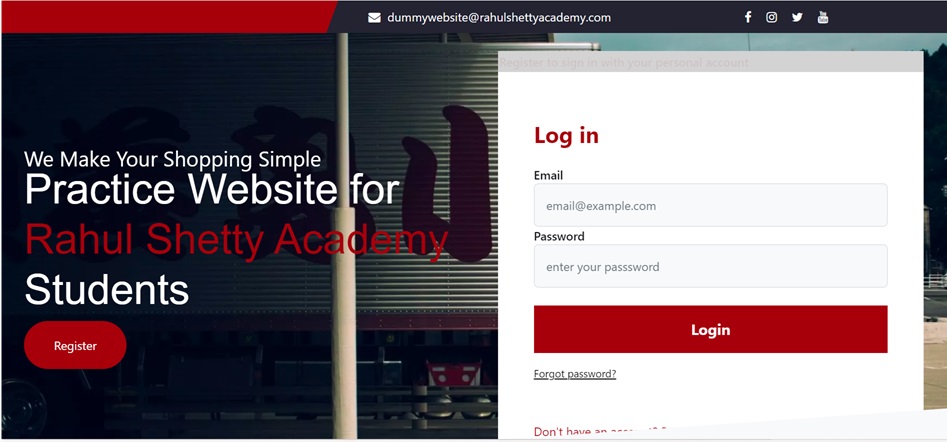 dummywebsite@rahulshettyacademy.com
Register to sign in with your personal account
We Make Your Shopping Simple
Practice Website for
Rahul Shetty Academy
Students
Register
Log in
Email
email@example.com
Password
enter your passsword
Login
Forgot password?
Don't have an